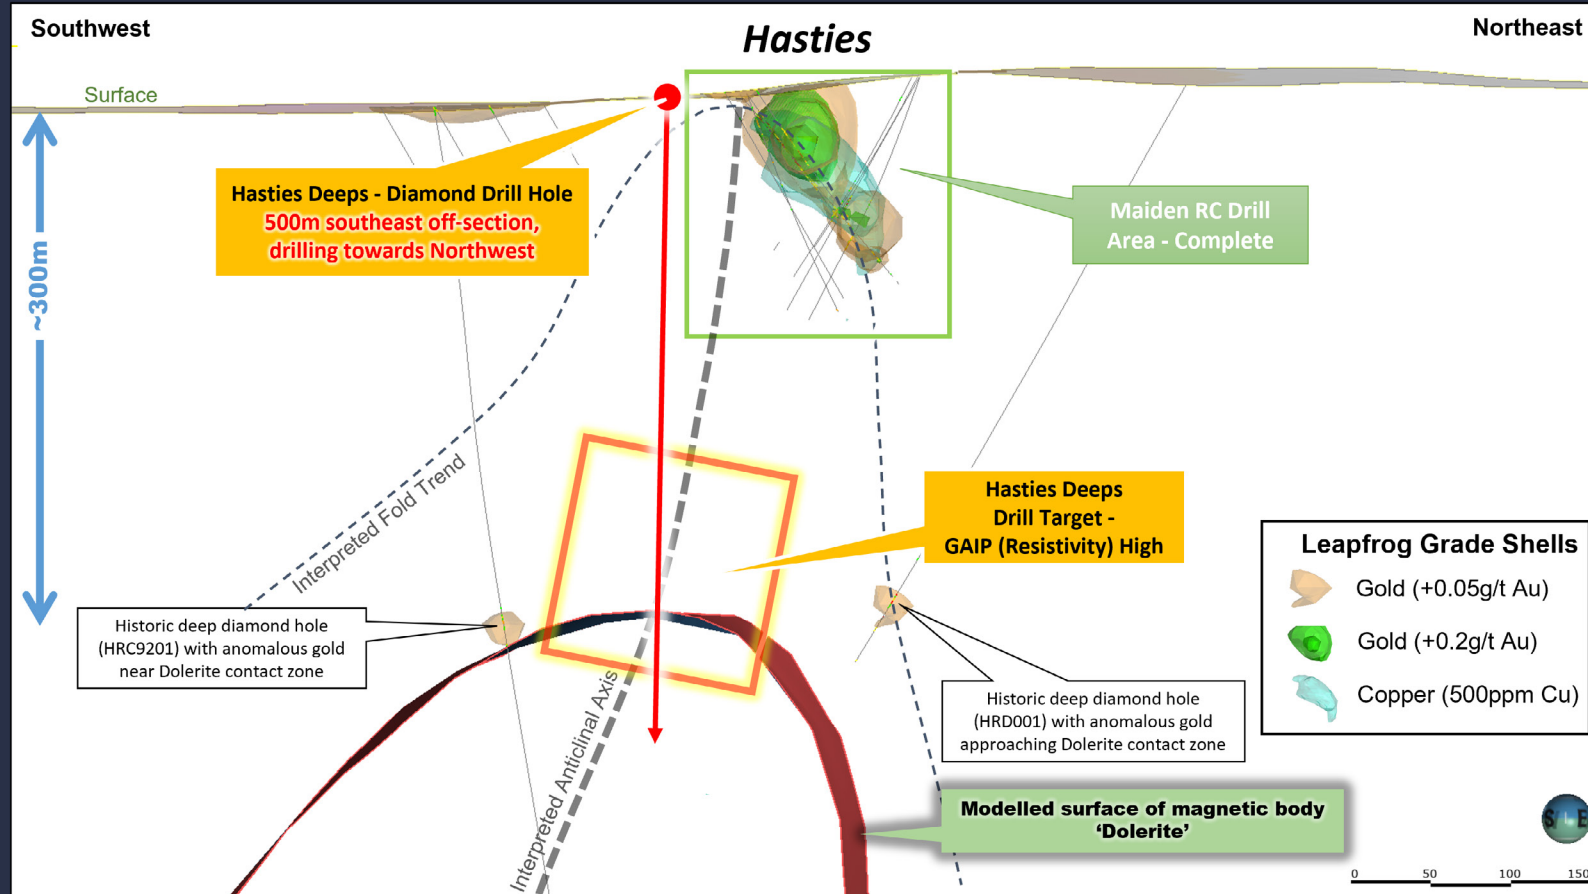 Southwest
Hasties
Northeast
Surface
~300m
Hasties Deeps - Diamond Drill Hole
500m southeast off-section,
drilling towards Northwest
Maiden RC Drill
Area - Complete
Interpreted Fold Trend
Hasties Deeps
Drill Target -
GAIP (Resistivity) High
Leapfrog Grade Shells
Gold (+0.05g/t Au)
Gold (+0.2g/t Au)
Copper (500ppm Cu)
Historic deep diamond hole
(HRC9201) with anomalous gold
near Dolerite contact zone
Historic deep diamond hole
(HRD001) with anomalous gold
approaching Dolerite contact zone
Interpreted Anticlinal Axis
Modelled surface of magnetic body
‘Dolerite’
S E
0 50 100 150